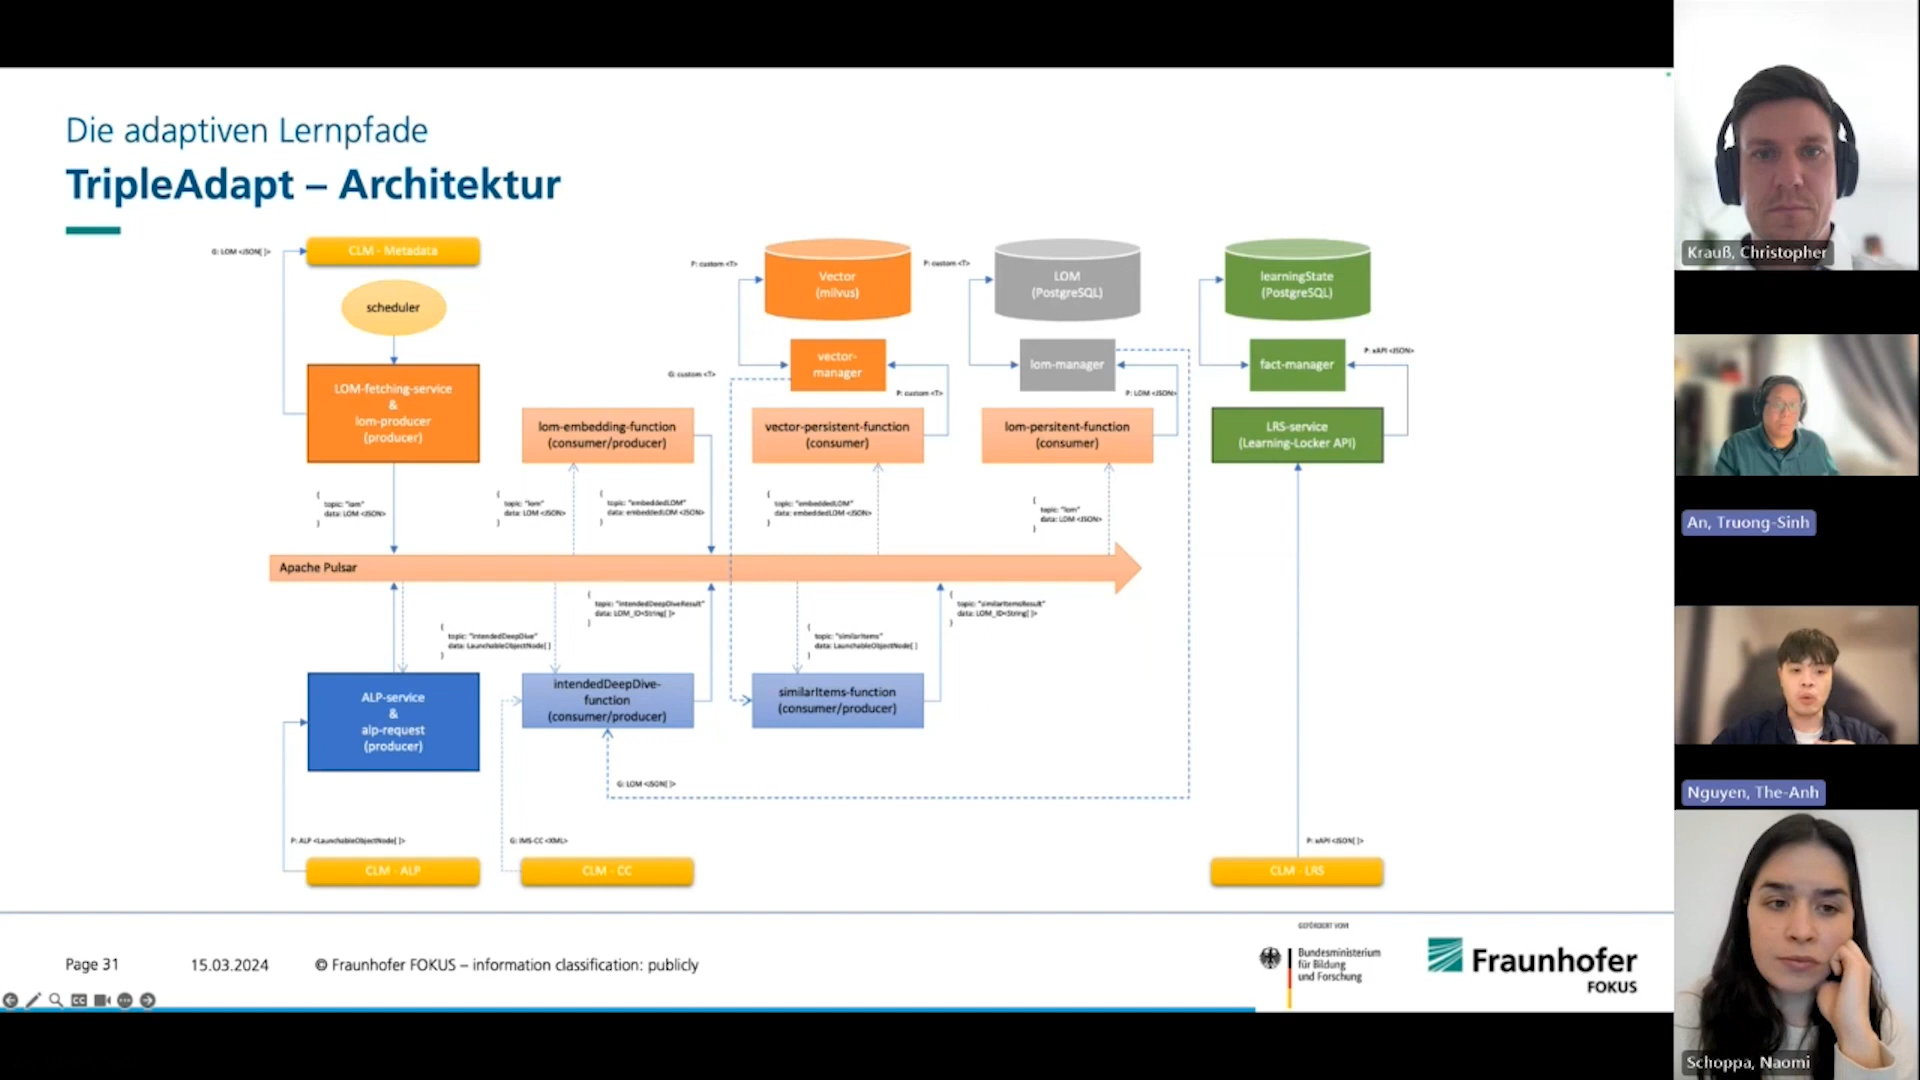 Die adaptiven Lernpfade
TripleAdapt – Architektur
G: LOM <JSON[ ]>
CLM - Metadata
scheduler
LOM-fetching-service
&
lom-producer
(producer)
lom-embedding-function
(consumer/producer)
P: custom <T>
Vector
(milvus)
vector-
manager
G: custom <T>
P: custom <T>
vector-persistent-function
(consumer)
P: custom <T>
LOM
(PostgreSQL)
lom-manager
P: LOM <JSON>
lom-persitent-function
(consumer)
learningState
(PostgreSQL)
fact-manager
P: xAPI <JSON>
LRS-service
(Learning-Locker API)
{
topic: "lom"
data: LOM <JSON>
}
{
topic: "lom"
data: LOM <JSON>
}
{
topic: "embeddedLOM"
data: embeddedLOM <JSON>
}
{
topic: "embeddedLOM"
data: embeddedLOM <JSON>
}
{
topic: "lom"
data: LOM <JSON>
}
Apache Pulsar
{
topic: "intendedDeepDive"
data: LaunchableObjectNode[ ]
}
{
topic: "intendedDeepDiveResult"
data: LOM_ID<String[ ]>
}
{
topic: "similarItems"
data: LaunchableObjectNode[ ]
}
{
topic: "similarItemsResult"
data: LOM_ID<String[ ]>
}
ALP-service
&
alp-request
(producer)
intendedDeepDive-
function
(consumer/producer)
similarItems-function
(consumer/producer)
G: LOM <JSON[ ]>
P: ALP <LaunchableObjectNode[ ]>
G: IMS-CC <XML>
P: xAPI <JSON[ ]>
CLM - ALP
CLM - CC
CLM - LRS
Page 31
15.03.2024
© Fraunhofer FOKUS – information classification: publicly
GEFÖRDERT VOM
Bundesministerium
für Bildung
und Forschung
Fraunhofer
FOKUS
Krauß, Christopher
An, Truong-Sinh
Nguyen, The-Anh
Schoppa, Naomi